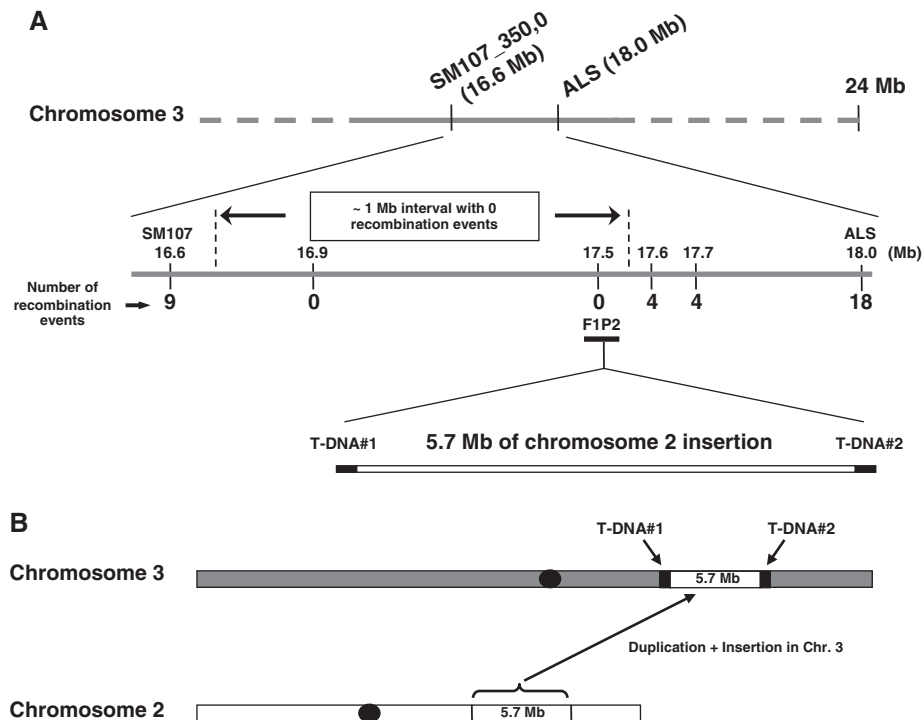 A
SM107_350,0
(16.6 Mb)
ALS (18.0 Mb)
24 Mb
Chromosome 3
~ 1 Mb interval with 0
recombination events
SM107
ALS
16.6
16.9
17.5
17.6
17.7
18.0
(Mb)
Number of
recombination
events
9
0
0
4
4
18
F1P2
T-DNA#1
5.7 Mb of chromosome 2 insertion
T-DNA#2
B
T-DNA#1
T-DNA#2
Chromosome 3
5.7 Mb
Duplication + Insertion in Chr. 3
Chromosome 2
5.7 Mb